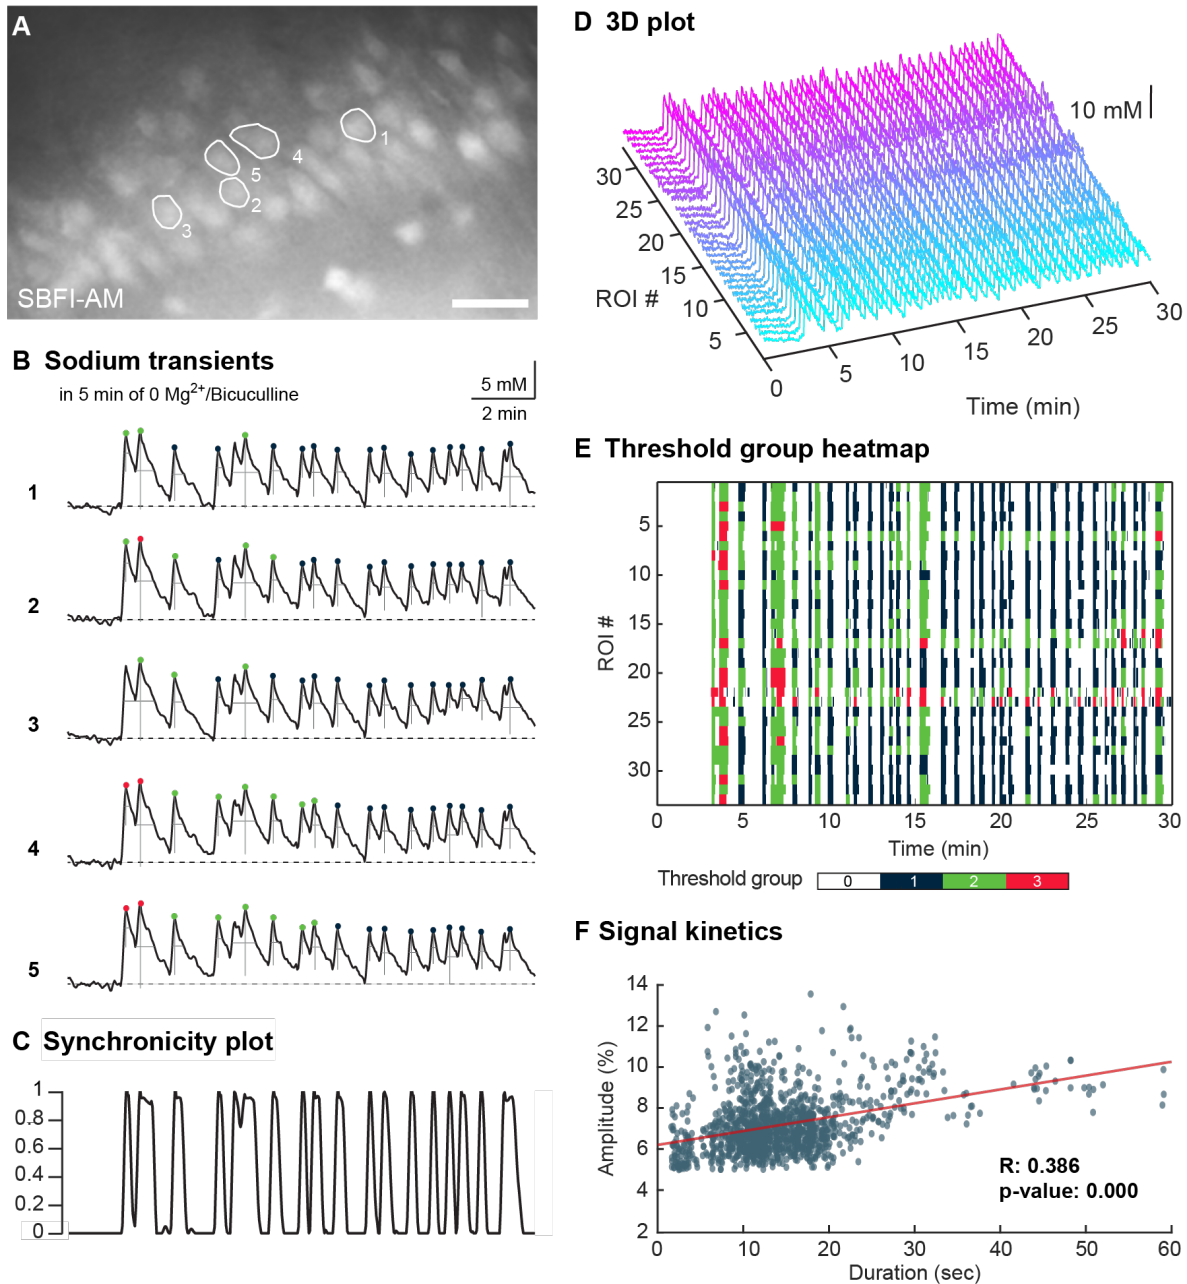 A
1
4
5
2
3
SBFI-AM
B Sodium transients
in 5 min of 0 Mg2+/Bicuculline
5 mM
2 min
1
2
3
4
5
C Synchronicity plot
1
0.8
0.6
0.4
0.2
0
D 3D plot
10 mM
30
25
20
15
10
5
ROI #
0
5
10
15
20
25
30
Time (min)
E Threshold group heatmap
5
10
15
20
25
30
ROI #
0 5 10 15 20 25 30
Time (min)
Threshold group 0 1 2 3
F Signal kinetics
14
12
10
8
6
4
2
Amplitude (%)
R: 0.386
p-value: 0.000
0 10 20 30 40 50 60
Duration (sec)